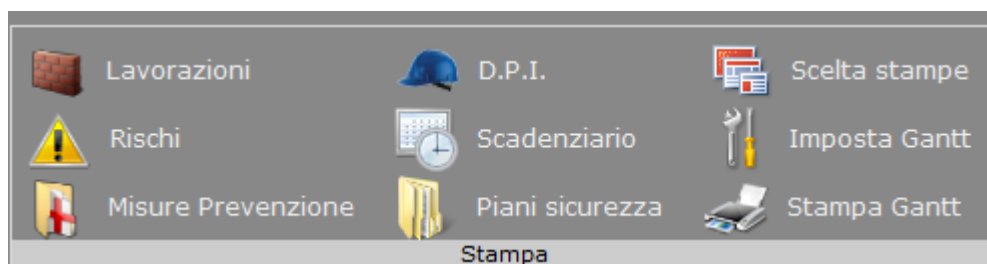 Lavorazioni D.P.I. Scelta stampe
Rischi Scadenziario Imposta Gantt
Misure Prevenzione Piani sicurezza Stampa Gantt
Stampa